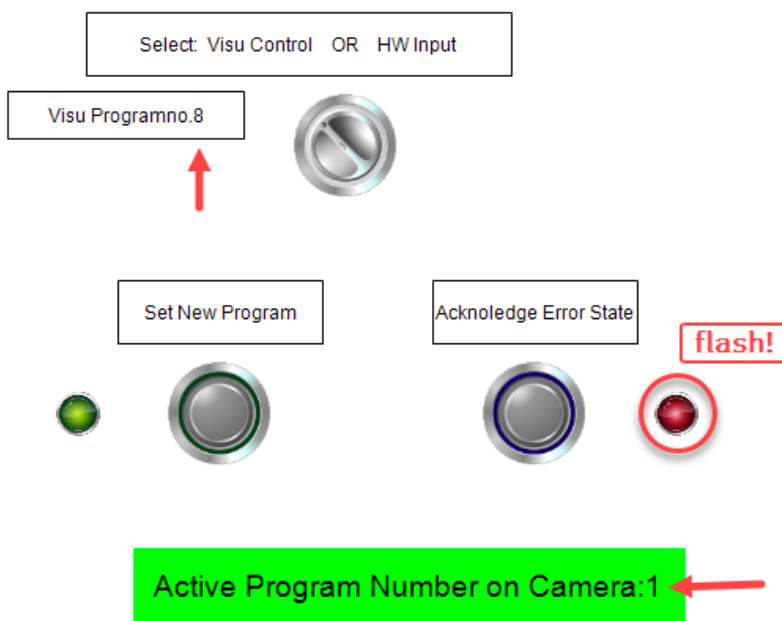 Select: Visu Control OR HW Input
Visu Programno.8
Set New Program
Acknoledge Error State
flash!
Active Program Number on Camera:1